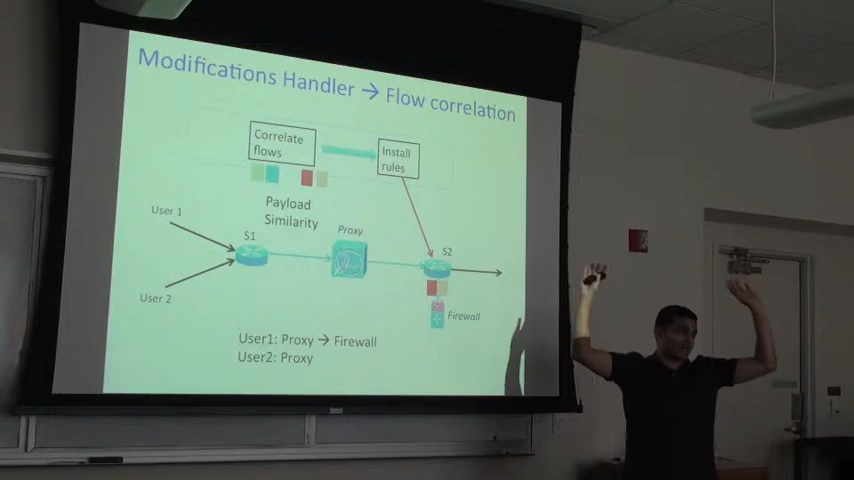 Modifications Handler → Flow correlation
Correlate
flows
Install
rules
Payload
Similarity
User 1
S1
Proxy
S2
User 2
Firewall
User1: Proxy → Firewall
User2: Proxy